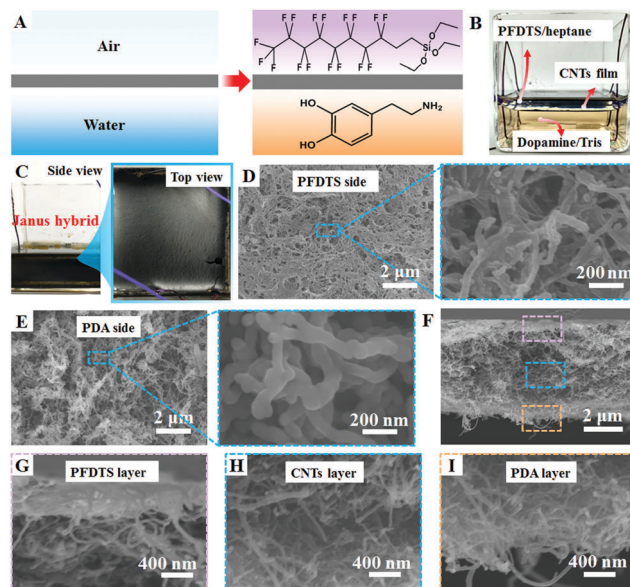 A
Air
Water
F F F F F F F F
F F F F F F F F F
O
Si
O
O
HO
HO
NH2
B
PFDTS/heptane
CNTs film
Dopamine/Tris
C
Side view
Janus hybrid
Top view
D
PFDTS side
2 μm
200 nm
E
PDA side
2 μm
200 nm
F
2 μm
G
PFDTS layer
400 nm
H
CNTs layer
400 nm
I
PDA layer
400 nm